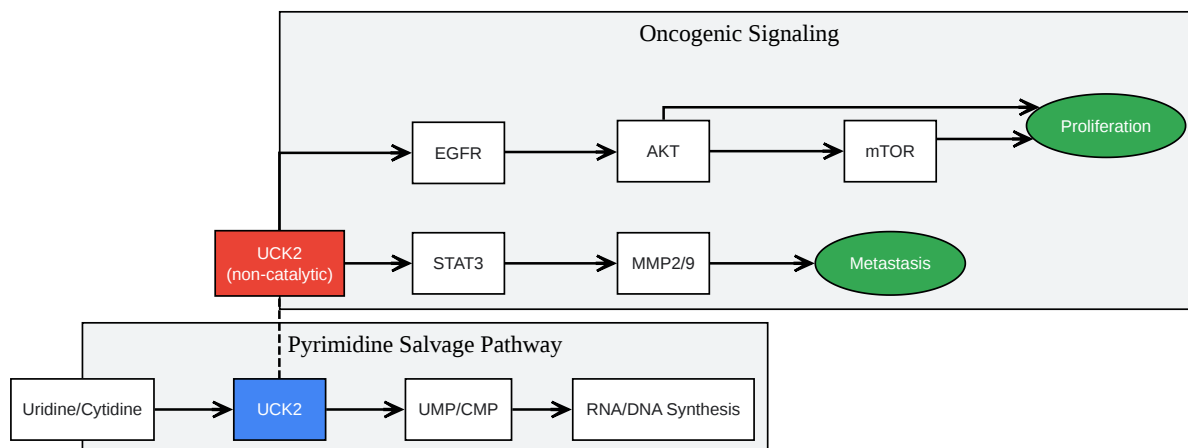 Oncogenic Signaling
Proliferation
EGFR
AKT
mTOR
UCK2
(non-catalytic)
STAT3
MMP2/9
Metastasis
Pyrimidine Salvage Pathway
Uridine/Cytidine
UCK2
UMP/CMP
RNA/DNA Synthesis